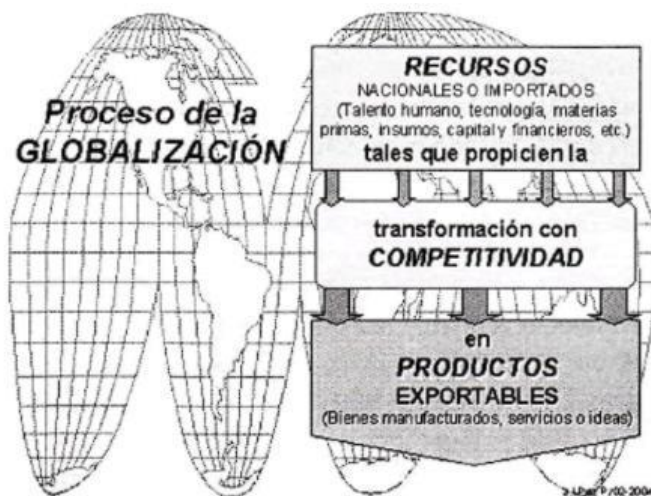 Proceso de la
GLOBALIZACIÓN
RECURSOS
NACIONALES O IMPORTADOS
(Talento humano, tecnología, materias
primas, insumos, capital y financieros, etc.)
tales que propicien la
transformación con
COMPETITIVIDAD
en
PRODUCTOS
EXPORTABLES
(Bienes manufacturados, servicios o ideas)